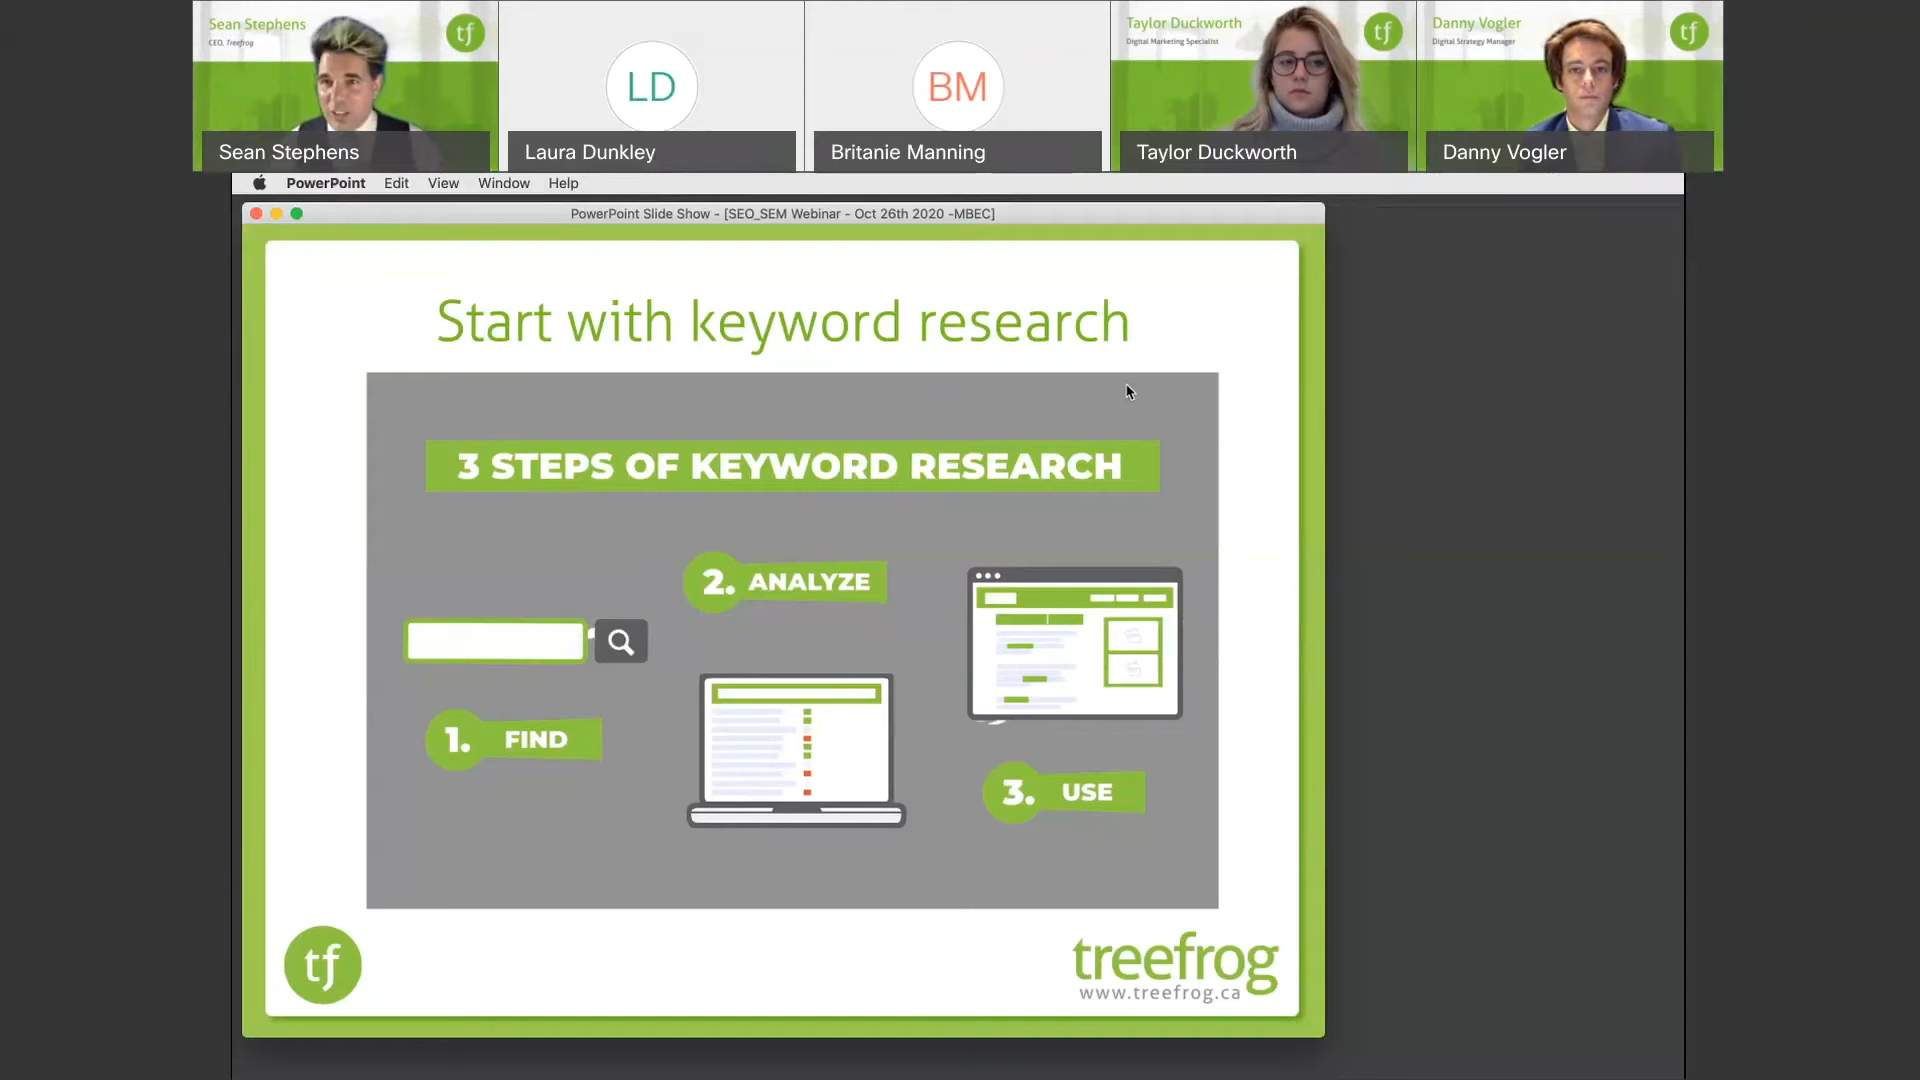 Sean Stephens
CEO, Treefrog
tf
LD
BM
Taylor Duckworth
Digital Marketing Specialist
tf
Danny Vogler
Digital Strategy Manager
tf
Sean Stephens
Laura Dunkley
Britanie Manning
Taylor Duckworth
Danny Vogler
PowerPoint Edit View Window Help
PowerPoint Slide Show - [SEO_SEM Webinar - Oct 26th 2020 -MBEC]
Start with keyword research
3 STEPS OF KEYWORD RESEARCH
1. FIND
2. ANALYZE
3. USE
tf
treefrog
www.treefrog.ca